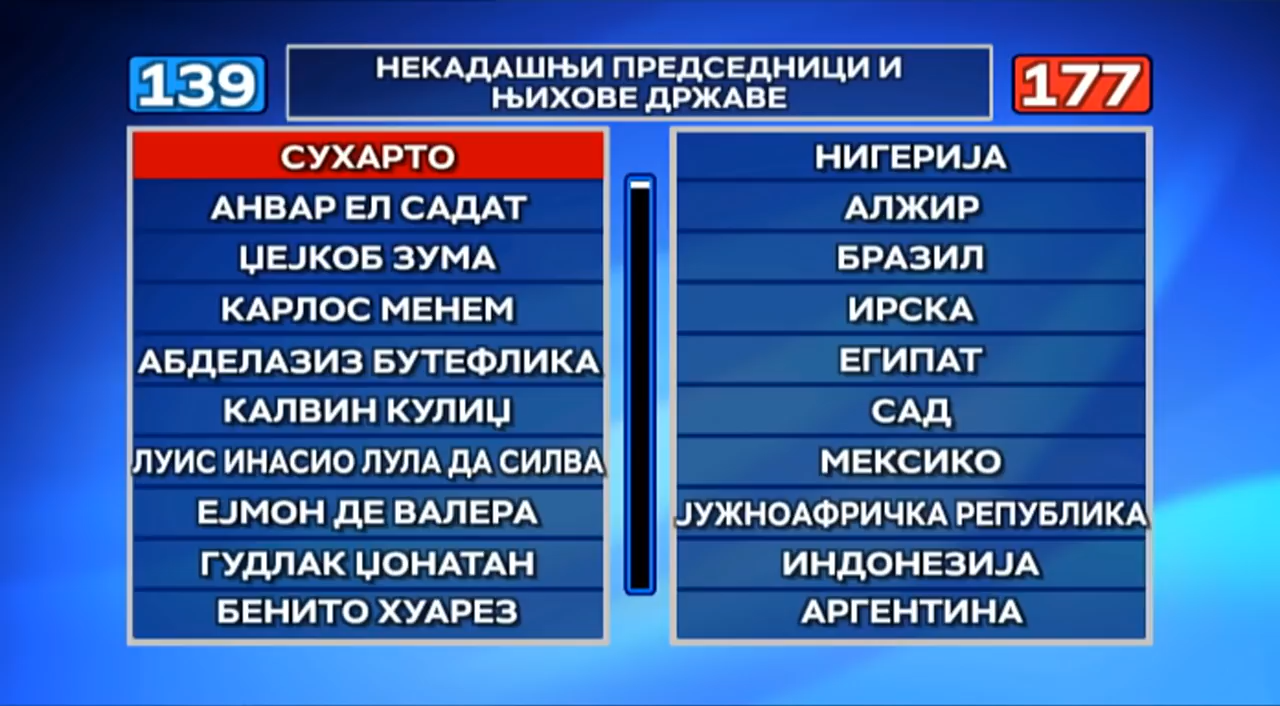 139
НЕКАДАШЊИ ПРЕДСЕДНИЦИ И
ЊИХОВЕ ДРЖАВЕ
177
СУХАРТО
АНВАР ЕЛ САДАТ
ЏЕЈКОБ ЗУМА
КАРЛОС МЕНЕМ
АБДЕЛАЗИЗ БУТЕФЛИКА
КАЛВИН КУЛИЏ
ЛУИС ИНАСИО ЛУЛА ДА СИЛВА
ЕЈМОН ДЕ ВАЛЕРА
ГУДЛАК ЏОНАТАН
БЕНИТО ХУАРЕЗ
НИГЕРИЈА
АЛЖИР
БРАЗИЛ
ИРСКА
ЕГИПАТ
САД
МЕКСИКО
ЈУЖНОАФРИЧКА РЕПУБЛИКА
ИНДОНЕЗИЈА
АРГЕНТИНА